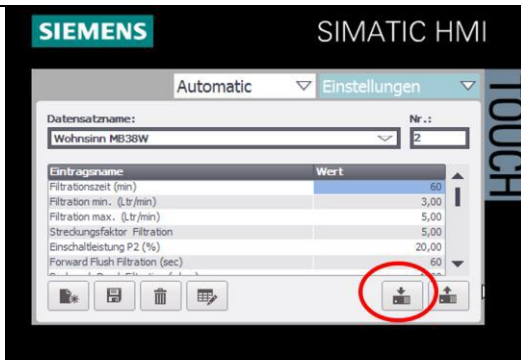 SIEMENS
SIMATIC HMI
TOUCH
Automatic
Einstellungen
Datensatzname:
Nr.:
Wohnsinn MB38W
2
Eintragsname Wert
Filtrationszeit (min) 60
Filtration min. (Ltr/min) 3,00
Filtration max. (Ltr/min) 5,00
Streckungsfaktor Filtration 5,00
Einschaltleistung P2 (%) 20,00
Forward Flush Filtration (sec) 60